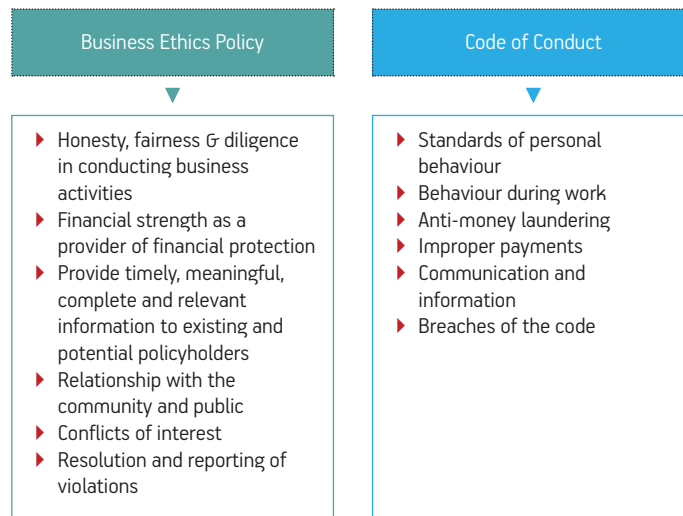 Business Ethics Policy
Honesty, fairness & diligence
in conducting business
activities
Financial strength as a
provider of financial protection
Provide timely, meaningful,
complete and relevant
information to existing and
potential policyholders
Relationship with the
community and public
Conflicts of interest
Resolution and reporting of
violations
Code of Conduct
Standards of personal
behaviour
Behaviour during work
Anti-money laundering
Improper payments
Communication and
information
Breaches of the code